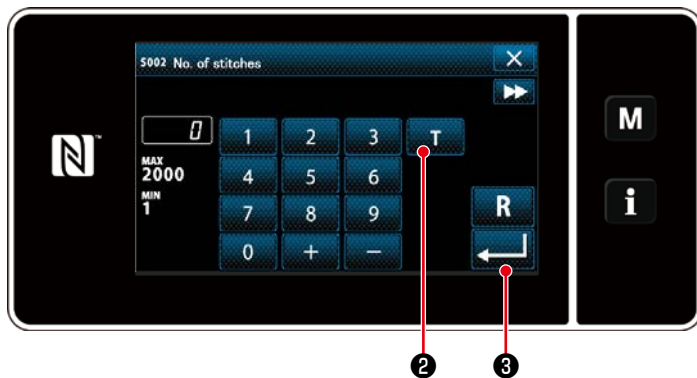 S002 No. of stitches
0
1 2 3 T
MAX
2000
4 5 6
MIN
1
7 8 9 R
0 + −
M
i
N
❷ ❸